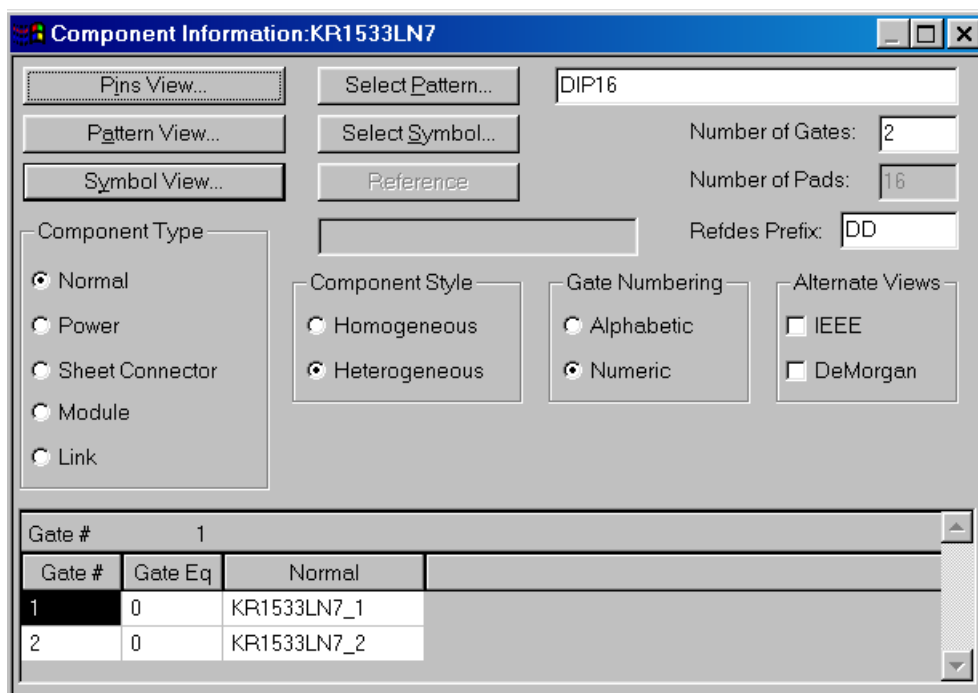 Component Information:KR1533LN7
Pins View... Select Pattern... DIP16
Pattern View... Select Symbol... Number of Gates: 2
Symbol View... Reference Number of Pads: 16
Refdes Prefix: DD
Component Type
Normal
Power
Sheet Connector
Module
Link
Component Style
Homogeneous
Heterogeneous
Gate Numbering
Alphabetic
Numeric
Alternate Views
IEEE
DeMorgan
Gate # 1
Gate # Gate Eq Normal
1 0 KR1533LN7_1
2 0 KR1533LN7_2